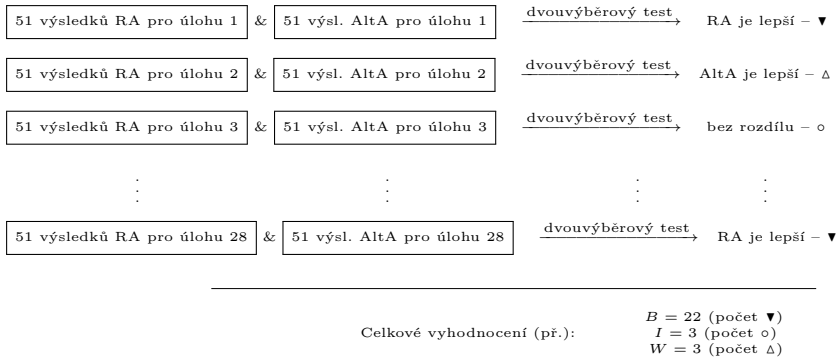 51 výsledků RA pro úlohu 1 & 51 výsl. AltA pro úlohu 1 dvouvýběrový test RA je lepší – ▼
51 výsledků RA pro úlohu 2 & 51 výsl. AltA pro úlohu 2 dvouvýběrový test AltA je lepší – △
51 výsledků RA pro úlohu 3 & 51 výsl. AltA pro úlohu 3 dvouvýběrový test bez rozdílu – ○
51 výsledků RA pro úlohu 28 & 51 výsl. AltA pro úlohu 28 dvouvýběrový test RA je lepší – ▼
B = 22 (počet ▼)
Celkové vyhodnocení (př.): I = 3 (počet ○)
W = 3 (počet △)